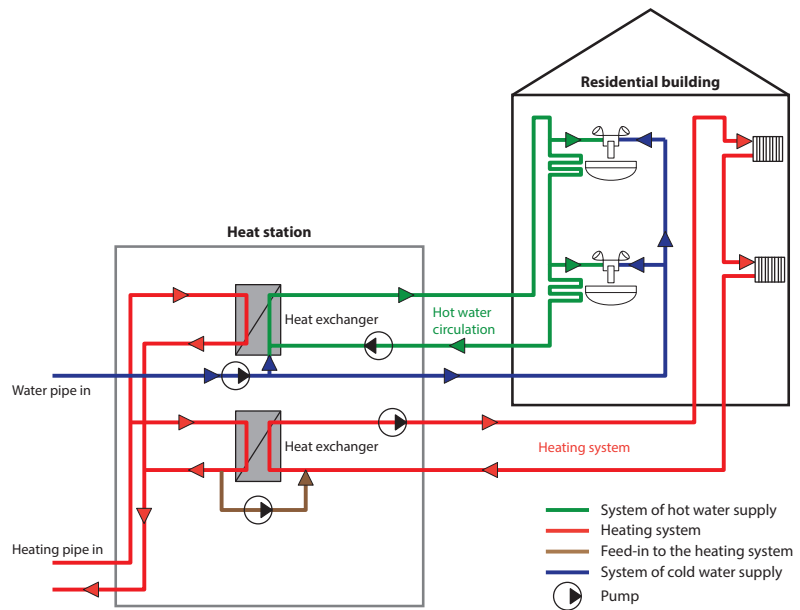 Residential building
Heat station
Heat exchanger
Hot water
circulation
Water pipe in
Heat exchanger
Heating system
Heating pipe in
System of hot water supply
Heating system
Feed-in to the heating system
System of cold water supply
Pump